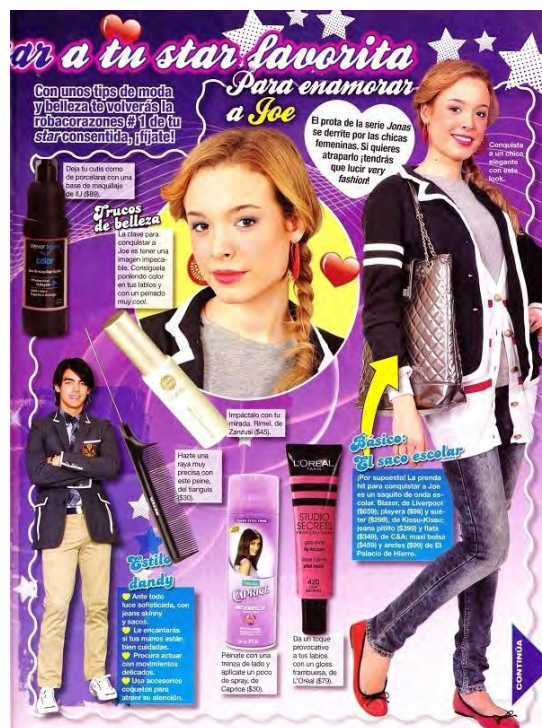 ar a tu star favorita
Para enamorar
a Joe
Con unos tips de moda
y belleza te volverás la
robacorazones # 1 de tu
star consentida, ¡fíjate!
El prota de la serie Jonas
se derrite por las chicas
femeninas. Si quieres
atraparlo ¡tendrás
que lucir very
fashion!
Conquista
a un chico
elegante
con este
look.
Deja tu cutis como
de porcelana con una
base de maquillaje
de IU ($89).
color
Trucos
de belleza
La clave para
conquistar a
Joe es tener una
imagen impeca-
ble. Consíguela
poniendo color
en tus labios y
con un peinado
muy cool.
Impáctalo con tu
mirada. Rímel, de
Zanzusi ($45).
Hazte una
raya muy
precisa con
este peine,
del tianguis
($30).
Básico:
El saco escolar
¡Por supuesto! La prenda
hit para conquistar a Joe
es un saquito de onda es-
colar. Blazer, de Liverpool
($659); playera ($99) y sué-
ter ($299), de Kissu-Kissu;
jeans pitillo ($399) y flats
($349), de C&A; maxi bolsa
($459) y aretes ($99) de El
Palacio de Hierro.
L'ORÉAL
PARIS
STUDIO
SECRETS
PROFESSIONAL
420
CAPRICE
Estilo
dandy
Ante todo
luce sofisticada, con
jeans skinny
y sacos.
Le encantarás
si tus manos están
bien cuidadas.
Procura actuar
con movimientos
delicados.
Usa accesorios
coquetos para
atraer su atención.
Péinate con una
trenza de lado y
aplícate un poco
de spray, de
Caprice ($30).
Da un toque
provocativo
a tus labios
con un gloss
frambuesa, de
L'Oréal ($79).
CONTINÚA